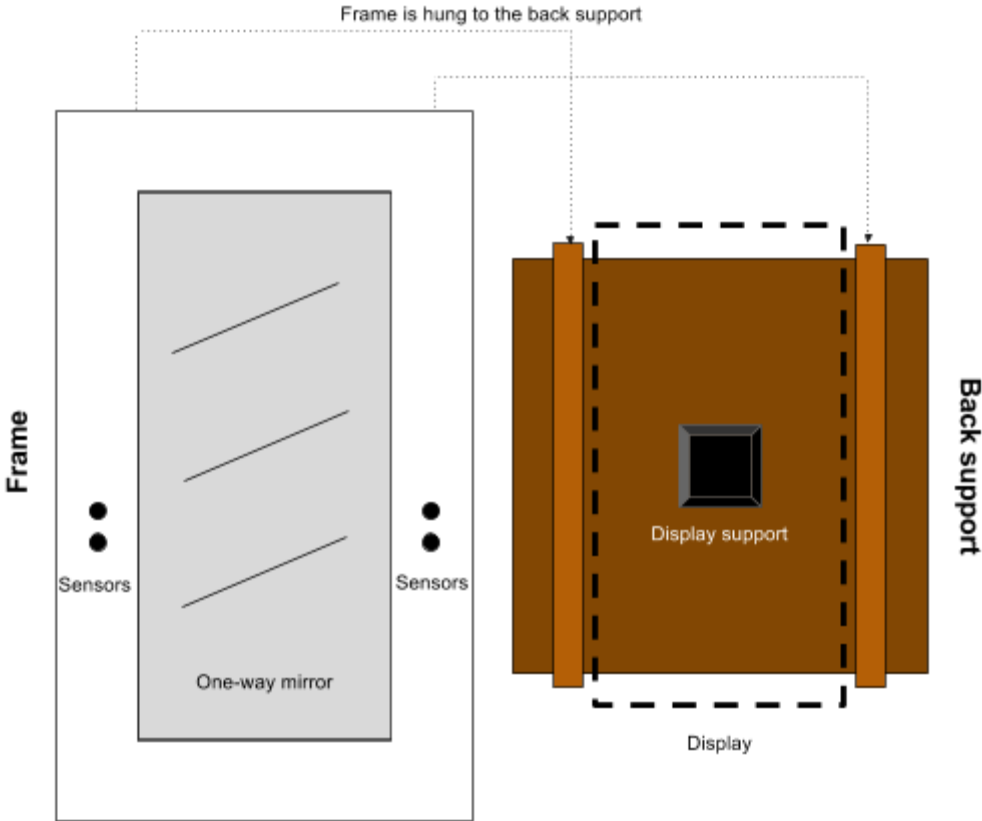 Frame is hung to the back support
Frame
Sensors
Sensors
One-way mirror
Display support
Display
Back support